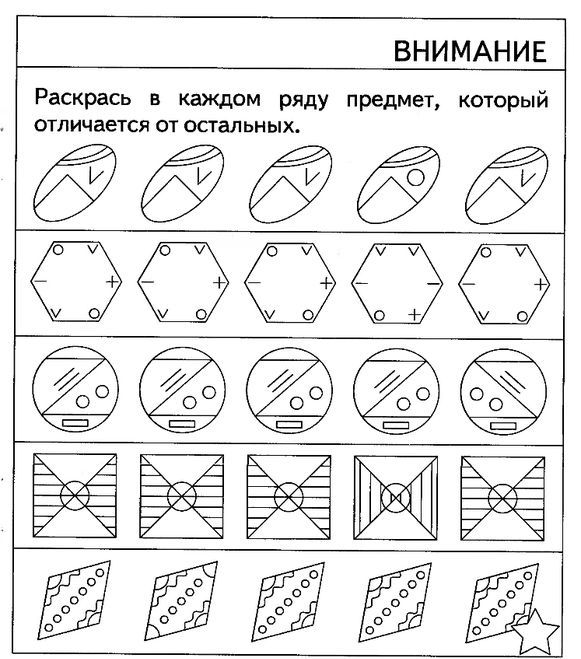 ВНИМАНИЕ
Раскрась в каждом ряду предмет, который
отличается от остальных.